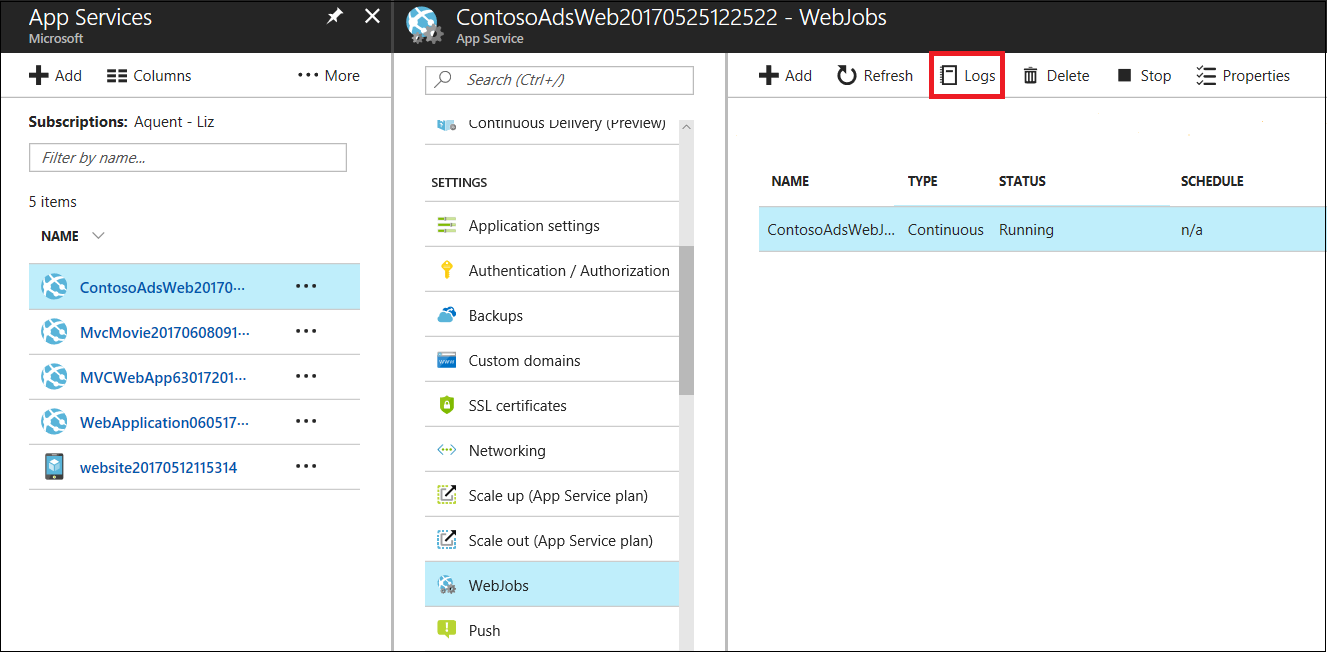 App Services
Microsoft
Add Columns More
Subscriptions: Aquent - Liz
Filter by name...
5 items
NAME
ContosoAdsWeb20170···
MvcMovie20170608091···
MVCWebApp63017201···
WebApplication060517···
website20170512115314
ContosoAdsWeb20170525122522 - WebJobs
App Service
Search (Ctrl+/)
Continuous Delivery (Preview)
SETTINGS
Application settings
Authentication / Authorization
Backups
www
Custom domains
SSL certificates
Networking
Scale up (App Service plan)
Scale out (App Service plan)
WebJobs
Push
Add Refresh Logs Delete Stop Properties
NAME TYPE STATUS SCHEDULE
ContosoAdsWebJ... Continuous Running n/a